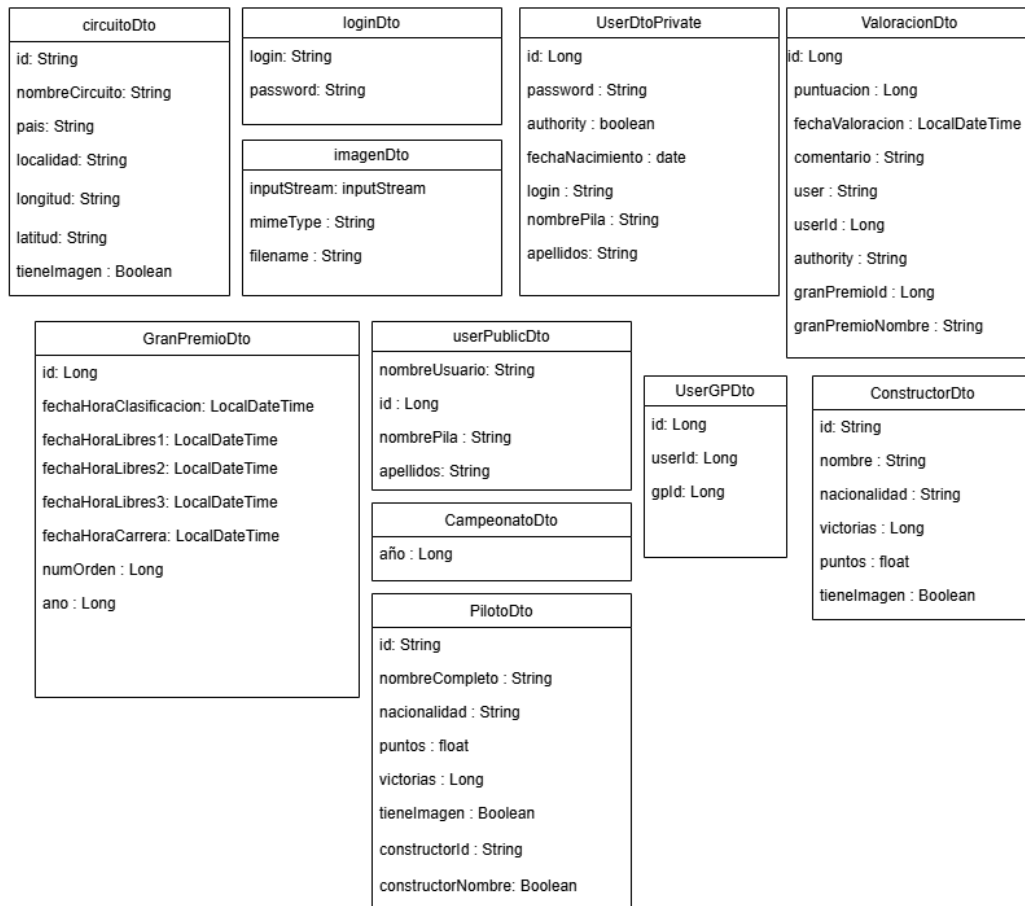 circuitoDto
id: String
nombreCircuito: String
pais: String
localidad: String
longitud: String
latitud: String
tieneImagen : Boolean
loginDto
login: String
password: String
imagenDto
inputStream: inputStream
mimeType : String
filename : String
UserDtoPrivate
id: Long
password : String
authority : boolean
fechaNacimiento : date
login : String
nombrePila : String
apellidos: String
ValoracionDto
id: Long
puntuacion : Long
fechaValoracion : LocalDateTime
comentario : String
user : String
userId : Long
authority : String
granPremioId : Long
granPremioNombre : String
GranPremioDto
id: Long
fechaHoraClasificacion: LocalDateTime
fechaHoraLibres1: LocalDateTime
fechaHoraLibres2: LocalDateTime
fechaHoraLibres3: LocalDateTime
fechaHoraCarrera: LocalDateTime
numOrden : Long
ano : Long
userPublicDto
nombreUsuario: String
id : Long
nombrePila : String
apellidos: String
CampeonatoDto
año : Long
PilotoDto
id: String
nombreCompleto : String
nacionalidad : String
puntos : float
victorias : Long
tieneImagen : Boolean
constructorId : String
constructorNombre: Boolean
UserGPDto
id: Long
userId: Long
gpId: Long
ConstructorDto
id: String
nombre : String
nacionalidad : String
victorias : Long
puntos : float
tieneImagen : Boolean